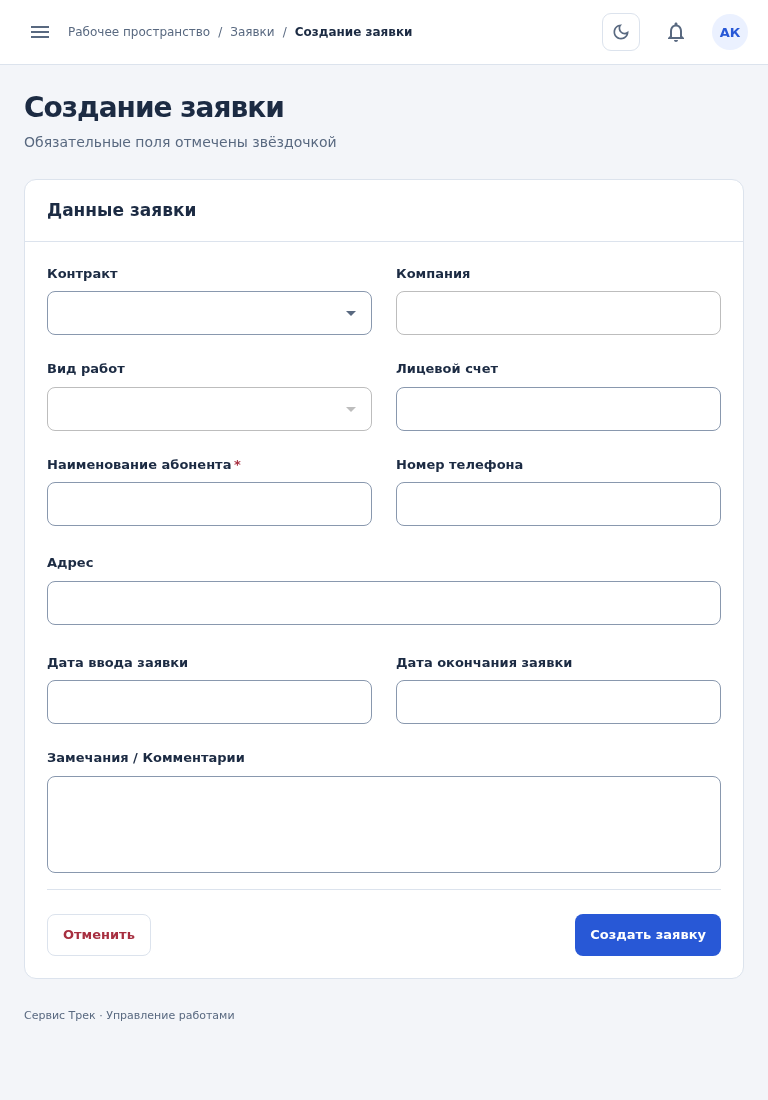 Рабочее пространство / Заявки / Создание заявки
АК
Создание заявки
Обязательные поля отмечены звёздочкой
Данные заявки
Контракт
Компания
Вид работ
Лицевой счет
Наименование абонента *
Номер телефона
Адрес
Дата ввода заявки
Дата окончания заявки
Замечания / Комментарии
Отменить
Создать заявку
Сервис Трек · Управление работами